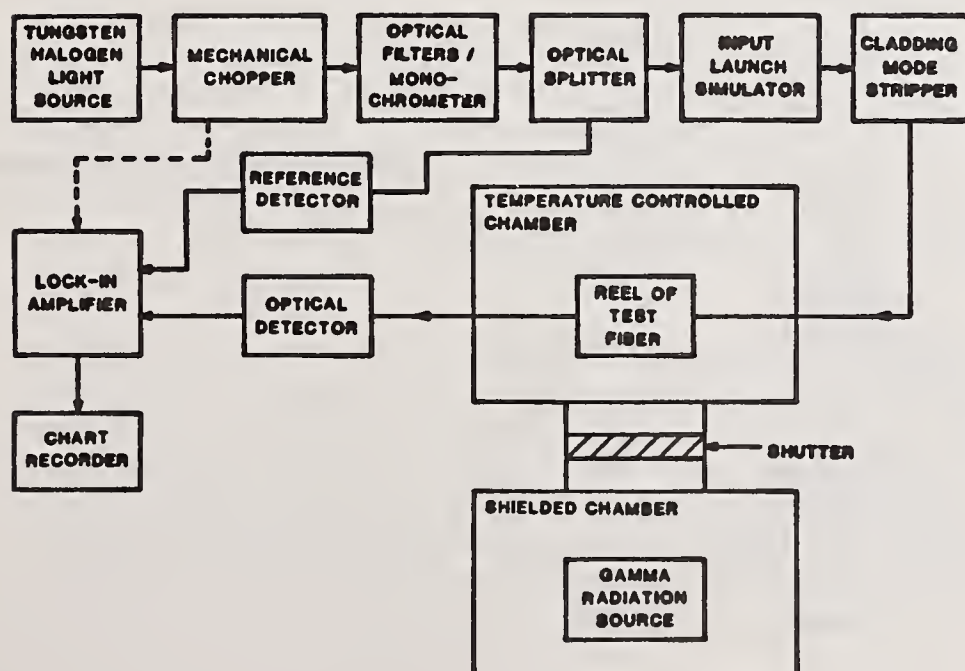 TUNGSTEN
HALOGEN
LIGHT
SOURCE
MECHANICAL
CHOPPER
OPTICAL
FILTERS /
MONO-
CHROMETER
OPTICAL
SPLITTER
INPUT
LAUNCH
SIMULATOR
CLADDING
MODE
STRIPPER
REFERENCE
DETECTOR
TEMPERATURE CONTROLLED
CHAMBER
LOCK-IN
AMPLIFIER
OPTICAL
DETECTOR
REEL OF
TEST
FIBER
CHART
RECORDER
SHUTTER
SHIELDED CHAMBER
GAMMA
RADIATION
SOURCE